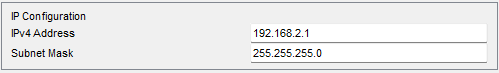 IP Configuration
IPv4 Address 192.168.2.1
Subnet Mask 255.255.255.0